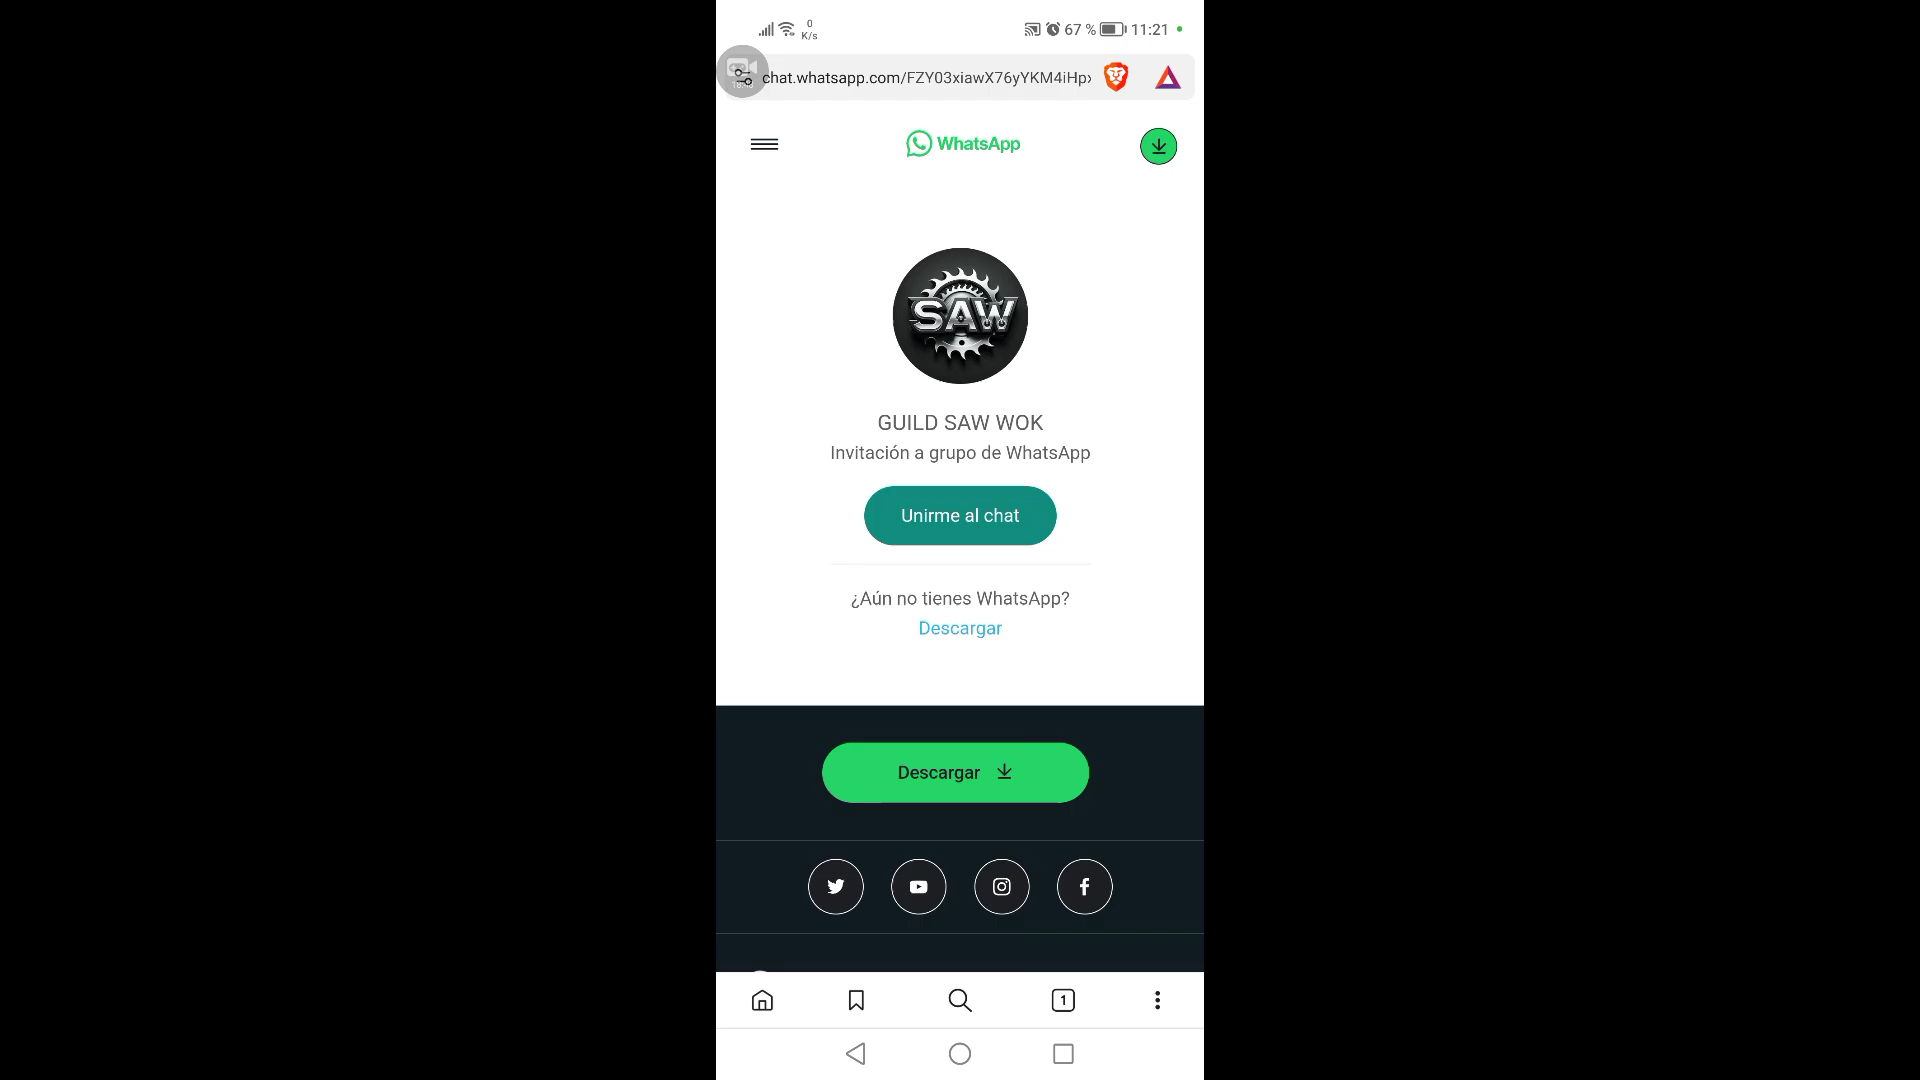 0
K/s
67 %
11:21
chat.whatsapp.com/FZY03xiawX76yYKM4iHp
WhatsApp
SAW
GUILD SAW WOK
Invitación a grupo de WhatsApp
Unirme al chat
¿Aún no tienes WhatsApp?
Descargar
Descargar
1